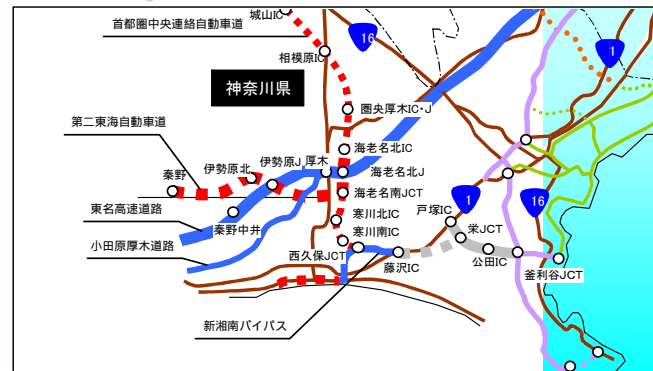 城山IC
首都圏中央連絡自動車道
16
1
相模原IC
神奈川県
圏央厚木IC・J
第二東海自動車道
海老名北IC
伊勢原J
厚木
伊勢原北
海老名北J
秦野
海老名南JCT
1
16
東名高速道路
秦野中井
寒川北IC
戸塚IC
寒川南IC
栄JCT
小田原厚木道路
西久保JCT
藤沢IC
公田IC
釜利谷JCT
新湘南バイパス